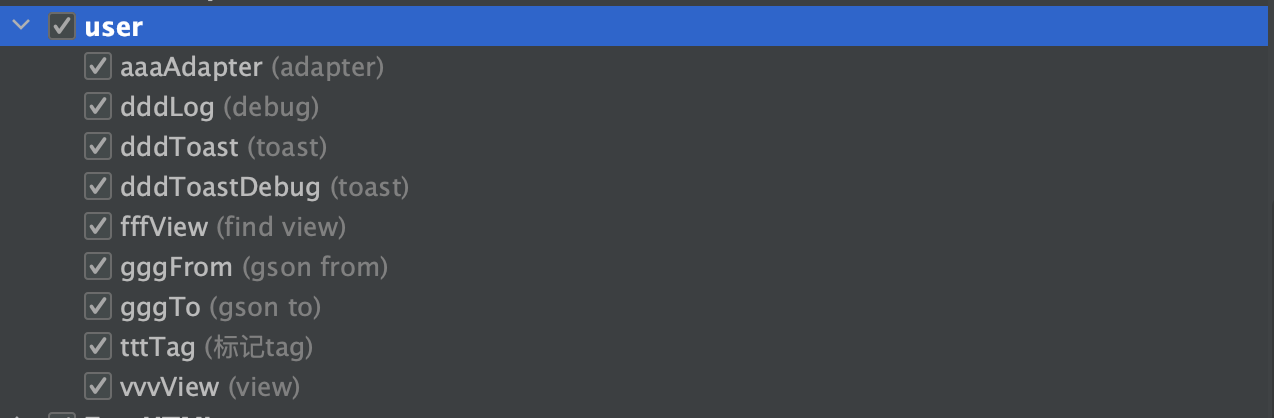 user
aaaAdapter (adapter)
dddLog (debug)
dddToast (toast)
dddToastDebug (toast)
fffView (find view)
gggFrom (gson from)
gggTo (gson to)
tttTag (标记tag)
vvvView (view)